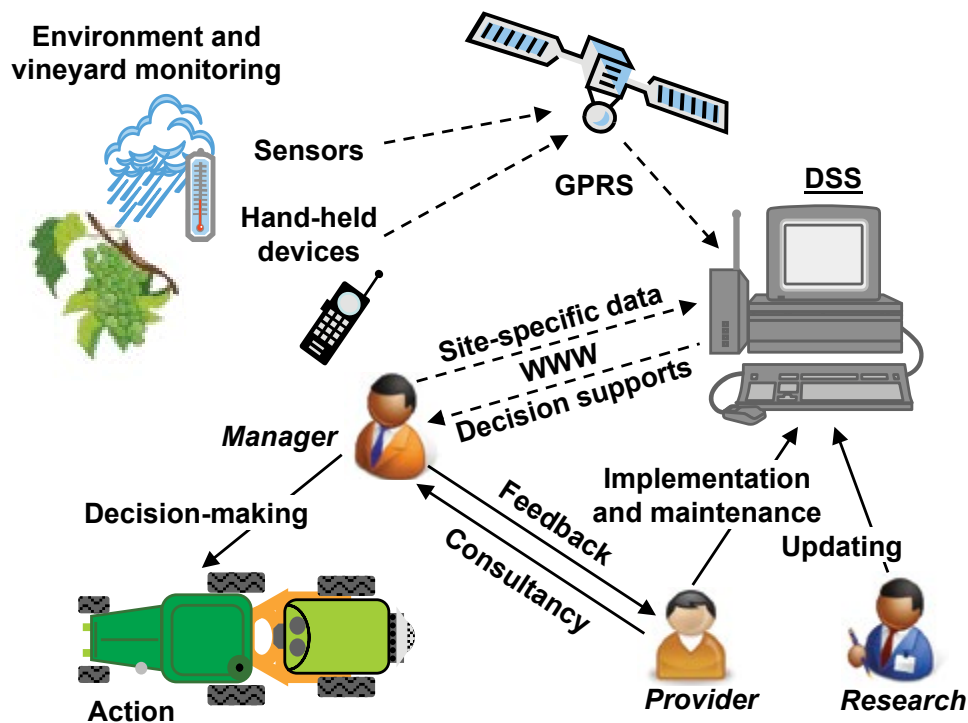 Environment and
vineyard monitoring
Sensors
Hand-held
devices
GPRS
DSS
Site-specific data
WWW
Decision supports
Manager
Decision-making
Feedback
Consultancy
Implementation
and maintenance
Updating
Action
Provider
Research